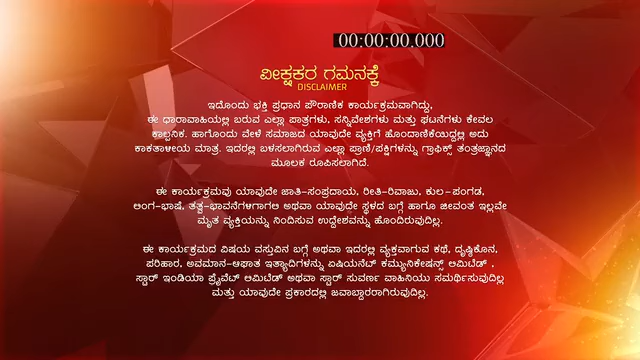 00:00:00.000
ವೀಕ್ಷಕರ ಗಮನಕ್ಕೆ
DISCLAIMER
ಇದೊಂದು ಭಕ್ತಿ ಪ್ರಧಾನ ಪೌರಾಣಿಕ ಕಾರ್ಯಕ್ರಮವಾಗಿದ್ದು,
ಈ ಧಾರಾವಾಹಿಯಲ್ಲಿ ಬರುವ ಎಲ್ಲಾ ಪಾತ್ರಗಳು, ಸನ್ನಿವೇಶಗಳು ಮತ್ತು ಘಟನೆಗಳು ಕೇವಲ
ಕಾಲ್ಪನಿಕ. ಹಾಗೊಂದು ವೇಳೆ ಸಮಾಜದ ಯಾವುದೇ ವ್ಯಕ್ತಿಗೆ ಹೊಂದಾಣಿಕೆಯಿದ್ದಲ್ಲಿ ಅದು
ಕಾಕತಾಳೀಯ ಮಾತ್ರ. ಇದರಲ್ಲಿ ಬಳಸಲಾಗಿರುವ ಎಲ್ಲಾ ಪ್ರಾಣಿ/ಪಕ್ಷಿಗಳನ್ನು ಗ್ರಾಫಿಕ್ಸ್ ತಂತ್ರಜ್ಞಾನದ
ಮೂಲಕ ರೂಪಿಸಲಾಗಿದೆ.
ಈ ಕಾರ್ಯಕ್ರಮವು ಯಾವುದೇ ಜಾತಿ-ಸಂಪ್ರದಾಯ, ರೀತಿ-ರಿವಾಜು, ಕುಲ-ಪಂಗಡ,
ಲಿಂಗ-ಭಾಷೆ, ತತ್ವ-ಭಾವನೆಗಳಿಗಾಗಲಿ ಅಥವಾ ಯಾವುದೇ ಸ್ಥಳದ ಬಗ್ಗೆ ಹಾಗೂ ಜೀವಂತ ಇಲ್ಲವೇ
ಮೃತ ವ್ಯಕ್ತಿಯನ್ನು ನಿಂದಿಸುವ ಉದ್ದೇಶವನ್ನು ಹೊಂದಿರುವುದಿಲ್ಲ.
ಈ ಕಾರ್ಯಕ್ರಮದ ವಿಷಯ ವಸ್ತುವಿನ ಬಗ್ಗೆ ಅಥವಾ ಇದರಲ್ಲಿ ವ್ಯಕ್ತವಾಗುವ ಕಥೆ, ದೃಷ್ಟಿಕೋನ,
ಪರಿಹಾರ, ಅವಮಾನ-ಆಘಾತ ಇತ್ಯಾದಿಗಳನ್ನು ಏಷಿಯನೆಟ್ ಕಮ್ಯುನಿಕೇಶನ್ಸ್ ಲಿಮಿಟೆಡ್ ,
ಸ್ಟಾರ್ ಇಂಡಿಯಾ ಪ್ರೈವೆಟ್ ಲಿಮಿಟೆಡ್ ಅಥವಾ ಸ್ಟಾರ್ ಸುವರ್ಣ ವಾಹಿನಿಯು ಸಮರ್ಥಿಸುವುದಿಲ್ಲ
ಮತ್ತು ಯಾವುದೇ ಪ್ರಕಾರದಲ್ಲಿ ಜವಾಬ್ದಾರರಾಗಿರುವುದಿಲ್ಲ.